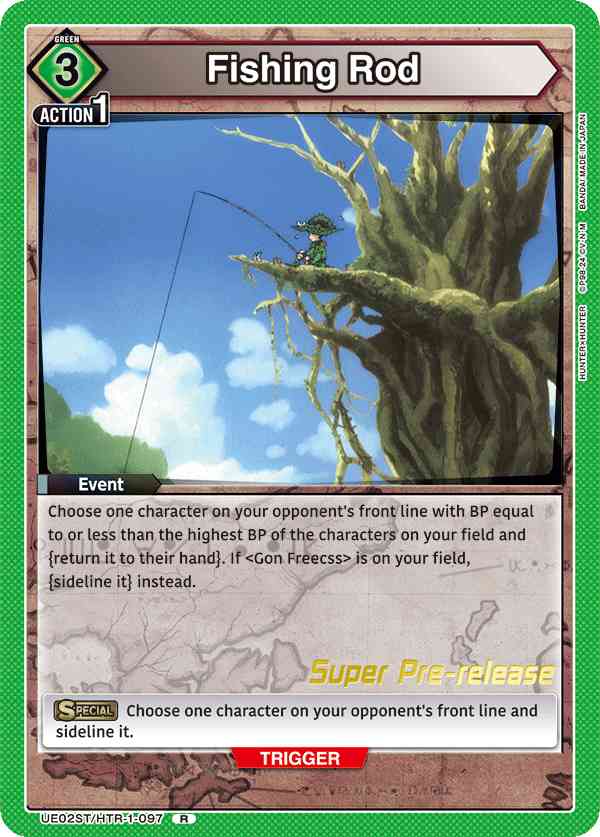 GREEN
3
Fishing Rod
ACTION 1
HUNTER×HUNTER ©P98-24 ©V･N･M BANDAI MADE IN JAPAN
Event
Choose one character on your opponent's front line with BP equal
to or less than the highest BP of the characters on your field and
{return it to their hand}. If <Gon Freecss> is on your field,
{sideline it} instead.
Super Pre-release
SPECIAL Choose one character on your opponent's front line and
sideline it.
TRIGGER
UE02ST/HTR-1-097 R